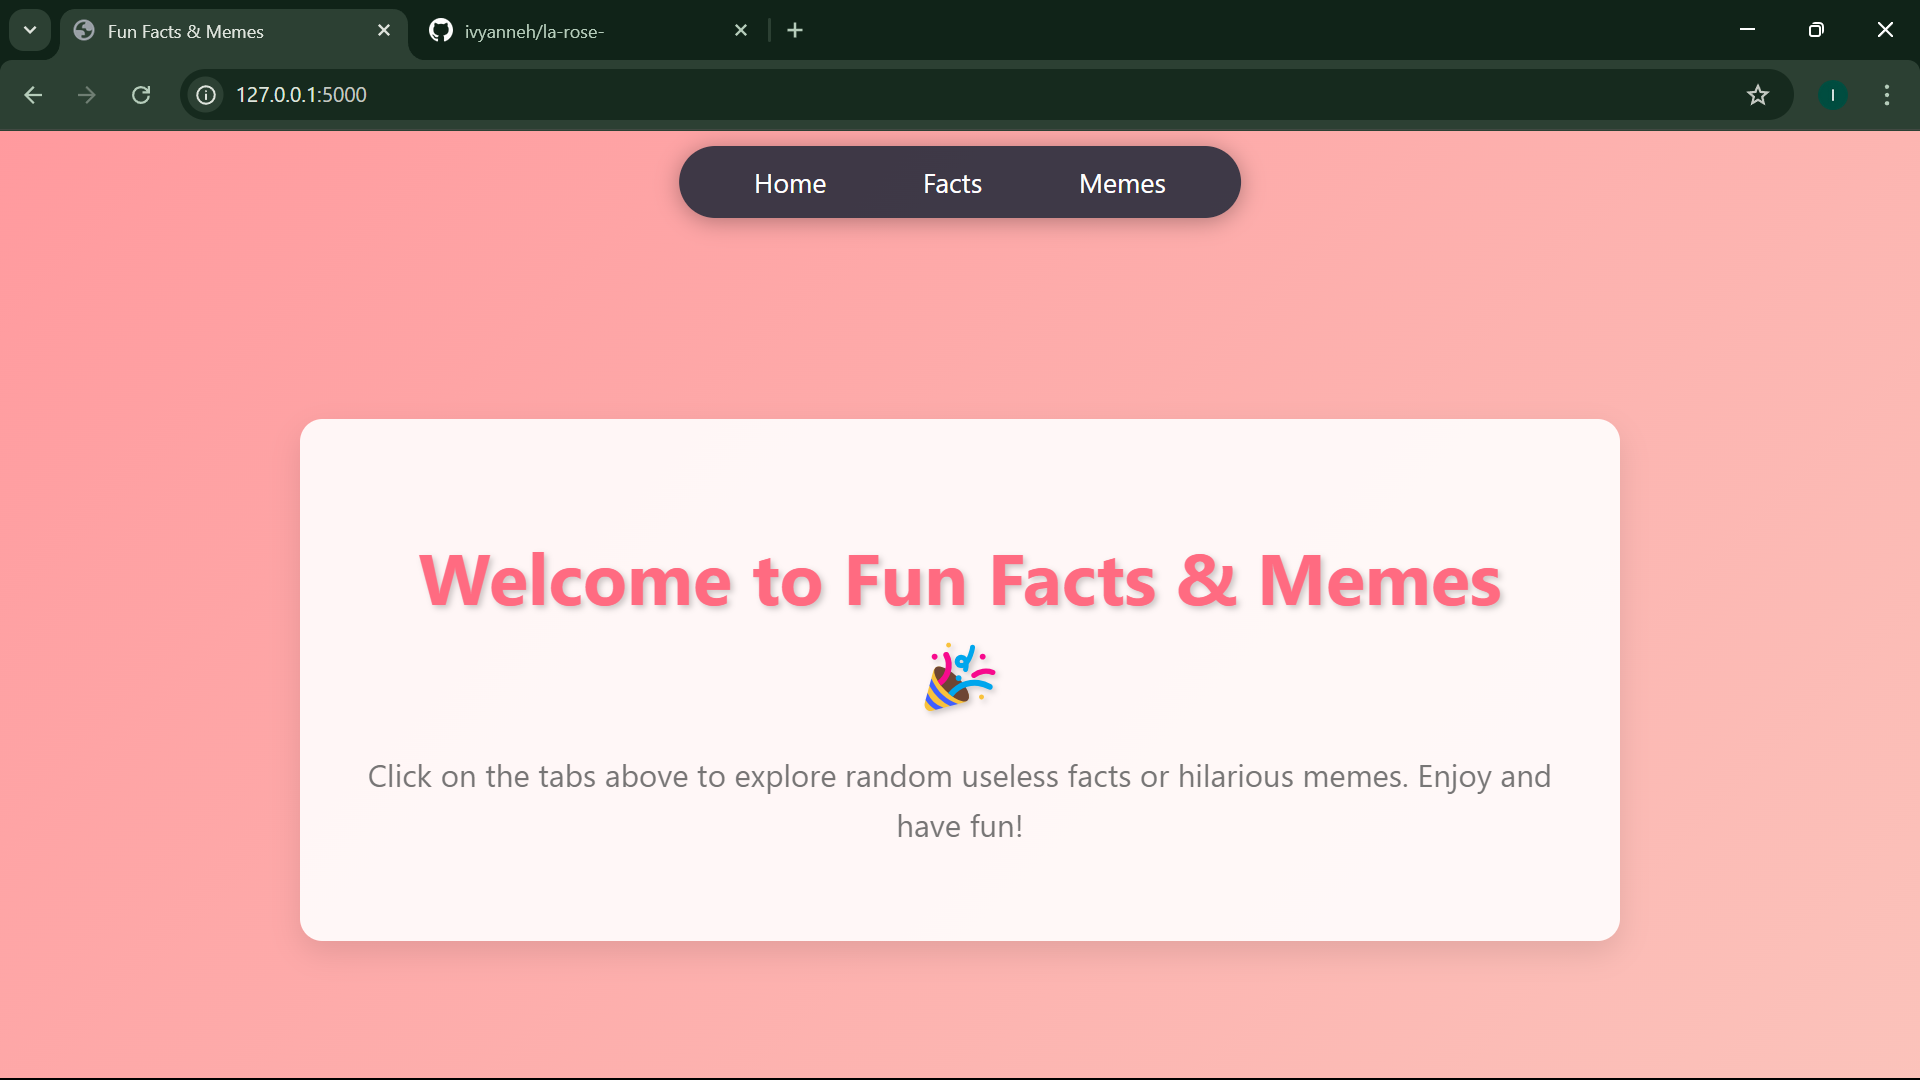 Fun Facts & Memes
ivyanneh/la-rose-
127.0.0.1:5000
I
Home Facts Memes
Welcome to Fun Facts & Memes
🎉
Click on the tabs above to explore random useless facts or hilarious memes. Enjoy and
have fun!